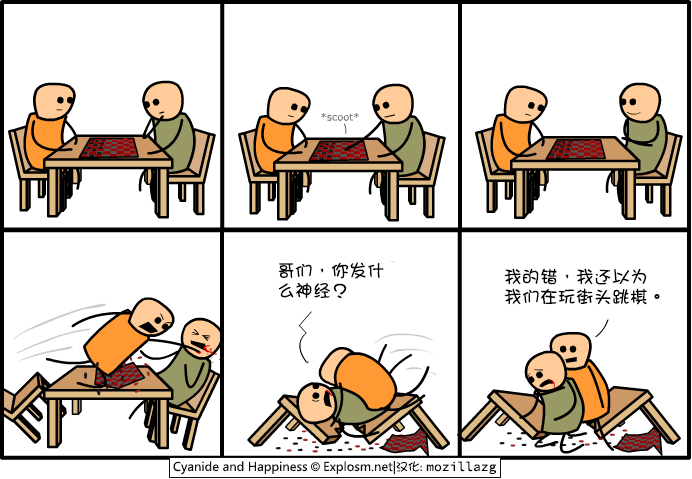 *scoot*
哥们，你发什
么神经？
我的错，我还以为
我们在玩街头跳棋。
Cyanide and Happiness © Explosm.net|汉化: mozillazg